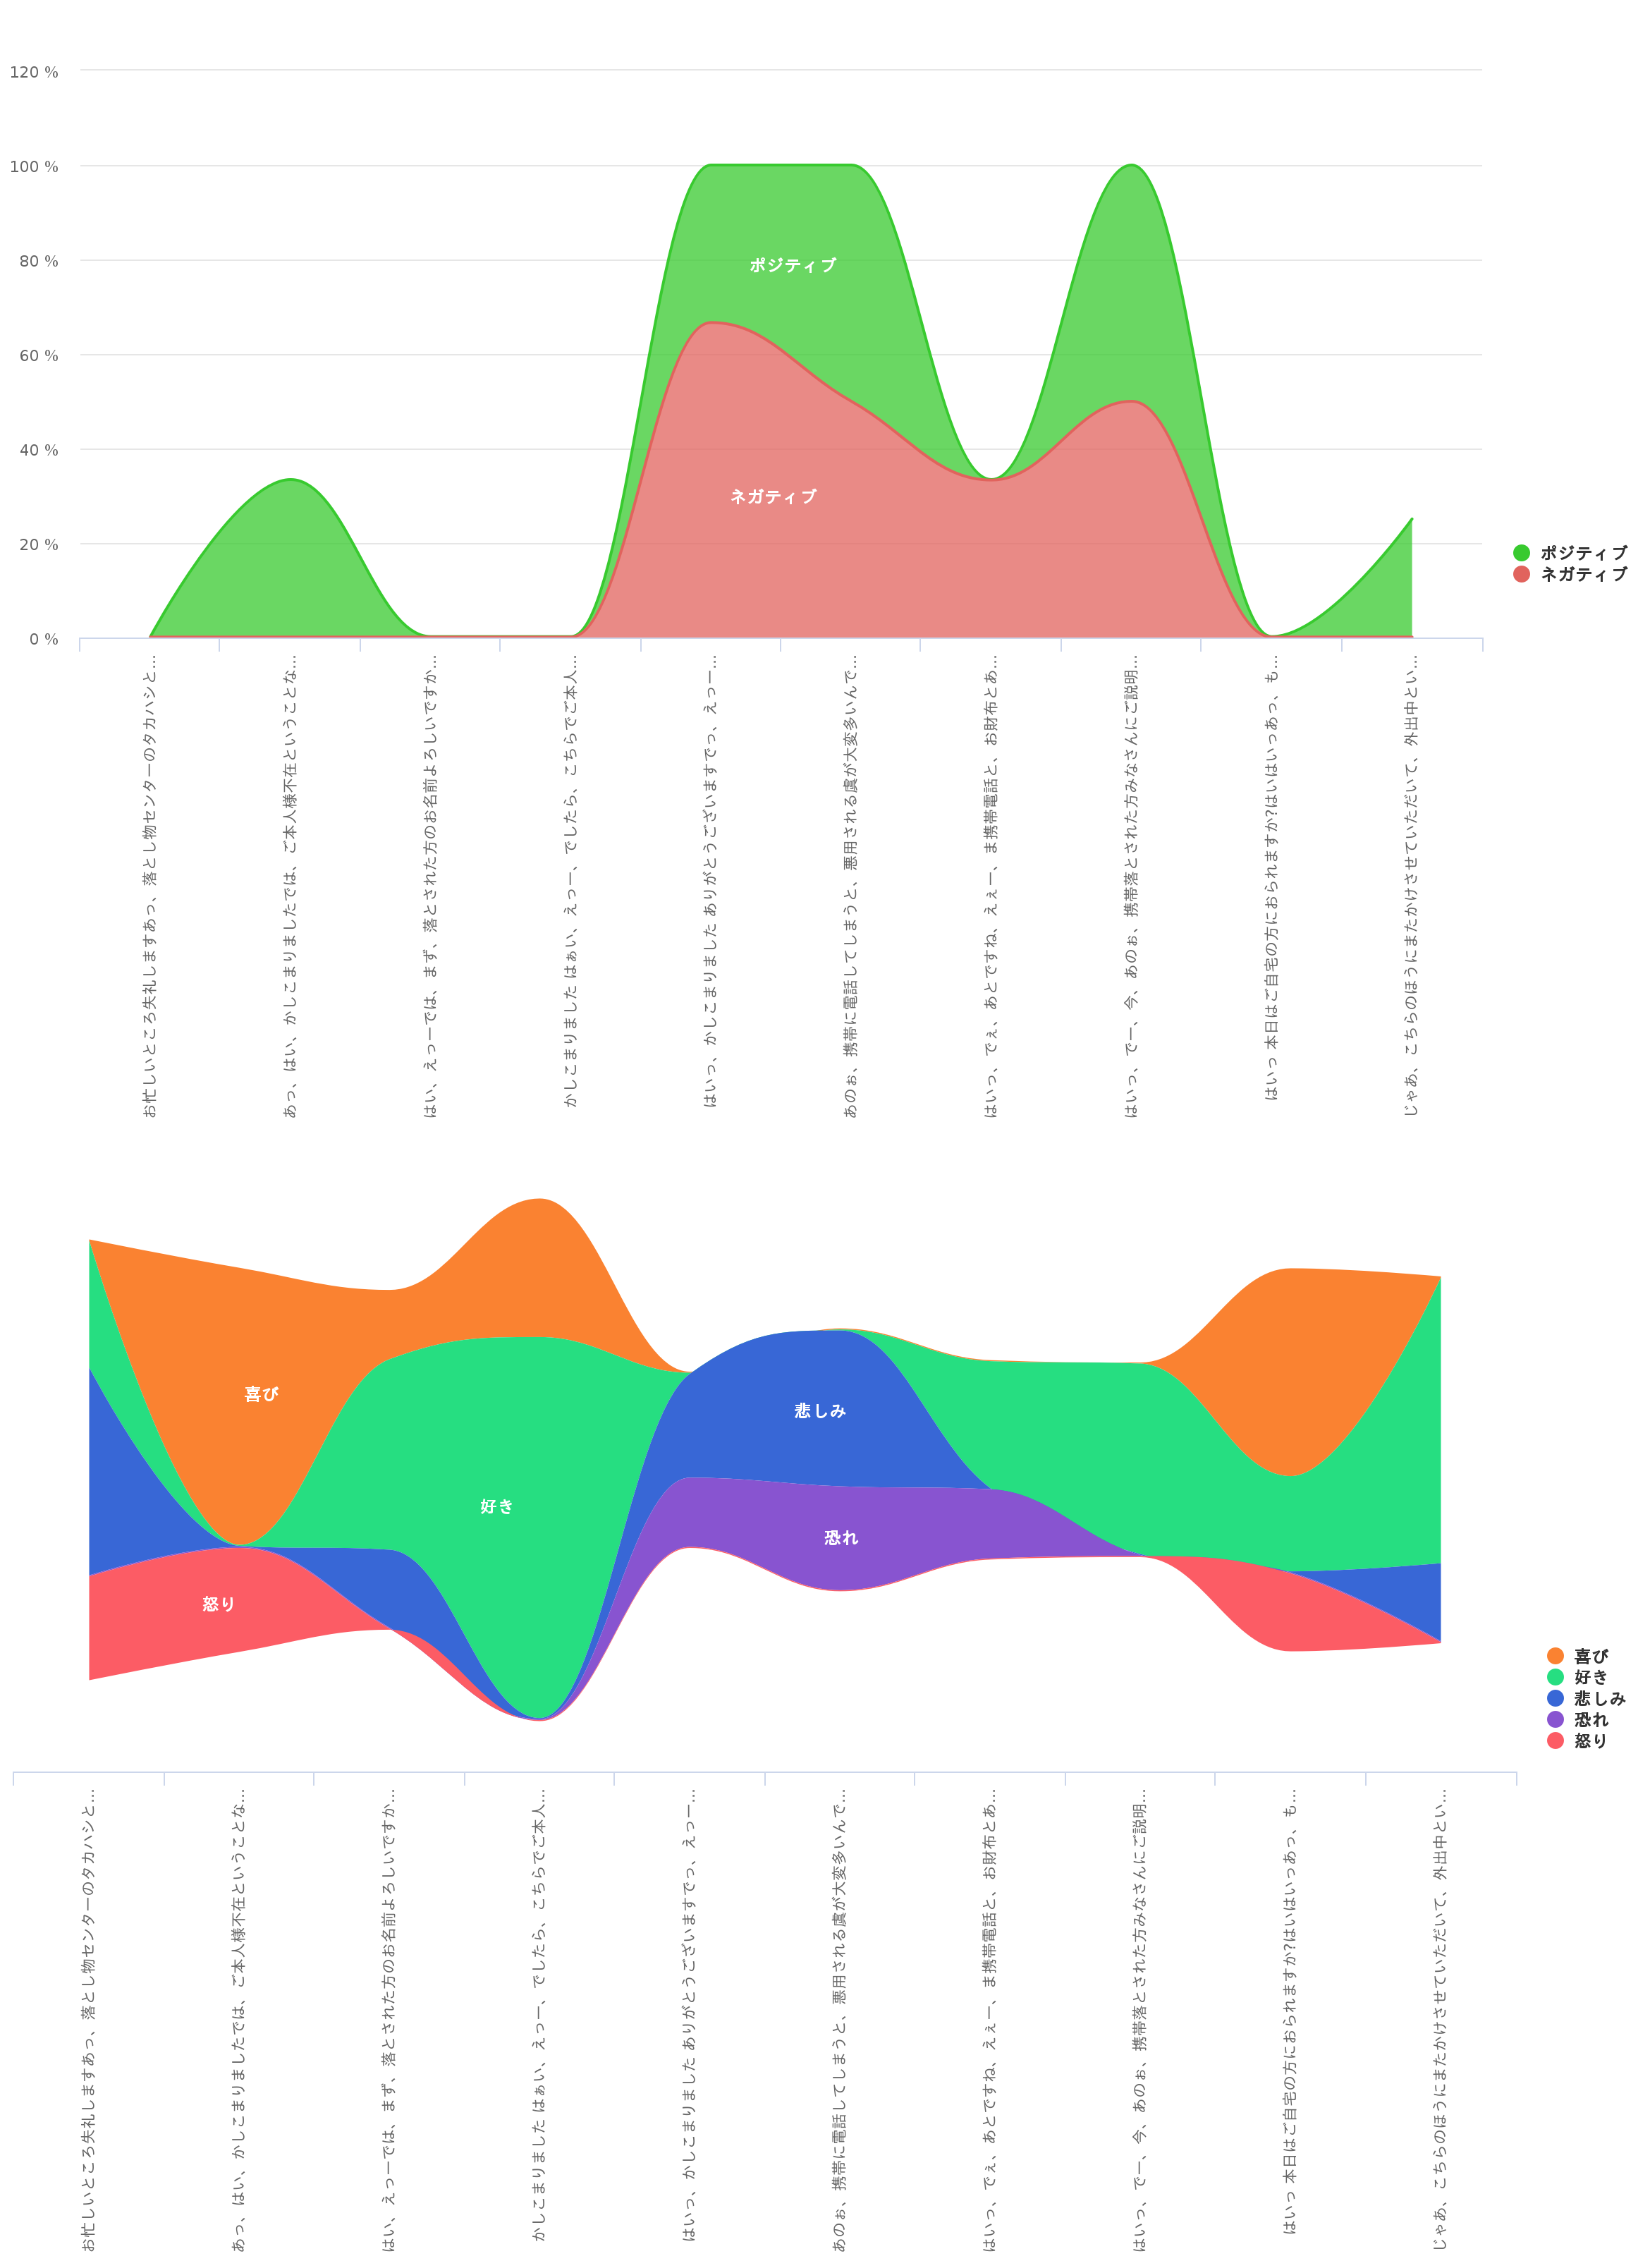 120 %
100 %
80 %
60 %
40 %
20 %
0 %
ポジティブ
ネガティブ
ポジティブ
ネガティブ
お忙しいところ失礼しますあっ、落とし物センターのタカハシと...
あっ、はい、かしこまりましたでは、ご本人様不在ということな...
はい、えっーでは、まず、落とされた方のお名前よろしいですか...
かしこまりました はぁい、えっー、でしたら、こちらでご本人...
はいっ、かしこまりました ありがとうございますでっ、えっー...
あのぉ、携帯に電話してしまうと、悪用される虞が大変多いんで...
はいっ、でぇ、あとですね、えぇー、ま携帯電話と、お財布とあ...
はいっ、でー、今、あのぉ、携帯落とされた方みなさんにご説明...
はいっ 本日はご自宅の方におられますか?はいはいっあっ、も...
じゃあ、こちらのほうにまたかけさせていただいて、外出中とい...
喜び
好き
悲しみ
恐れ
怒り
喜び
好き
悲しみ
恐れ
怒り
お忙しいところ失礼しますあっ、落とし物センターのタカハシと...
あっ、はい、かしこまりましたでは、ご本人様不在ということな...
はい、えっーでは、まず、落とされた方のお名前よろしいですか...
かしこまりました はぁい、えっー、でしたら、こちらでご本人...
はいっ、かしこまりました ありがとうございますでっ、えっー...
あのぉ、携帯に電話してしまうと、悪用される虞が大変多いんで...
はいっ、でぇ、あとですね、えぇー、ま携帯電話と、お財布とあ...
はいっ、でー、今、あのぉ、携帯落とされた方みなさんにご説明...
はいっ 本日はご自宅の方におられますか?はいはいっあっ、も...
じゃあ、こちらのほうにまたかけさせていただいて、外出中とい...